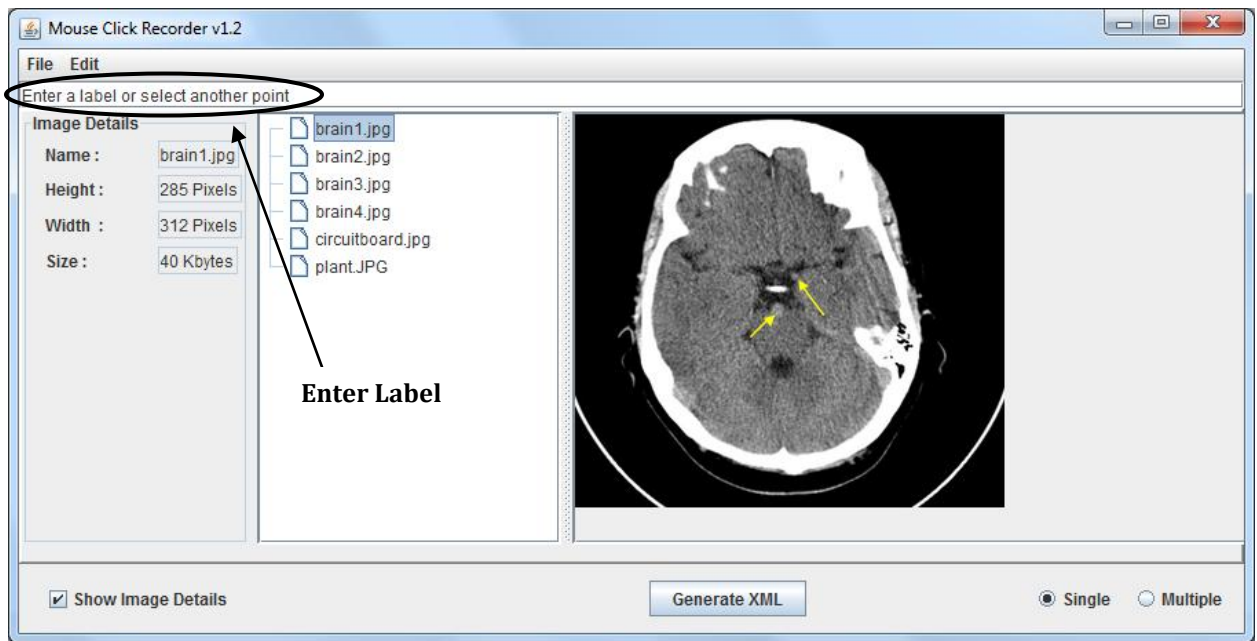 Mouse Click Recorder v1.2
File Edit
Enter a label or select another point
Image Details
Name : brain1.jpg
Height : 285 Pixels
Width : 312 Pixels
Size : 40 Kbytes
brain1.jpg
brain2.jpg
brain3.jpg
brain4.jpg
circuitboard.jpg
plant.JPG
Enter Label
Show Image Details
Generate XML
Single
Multiple